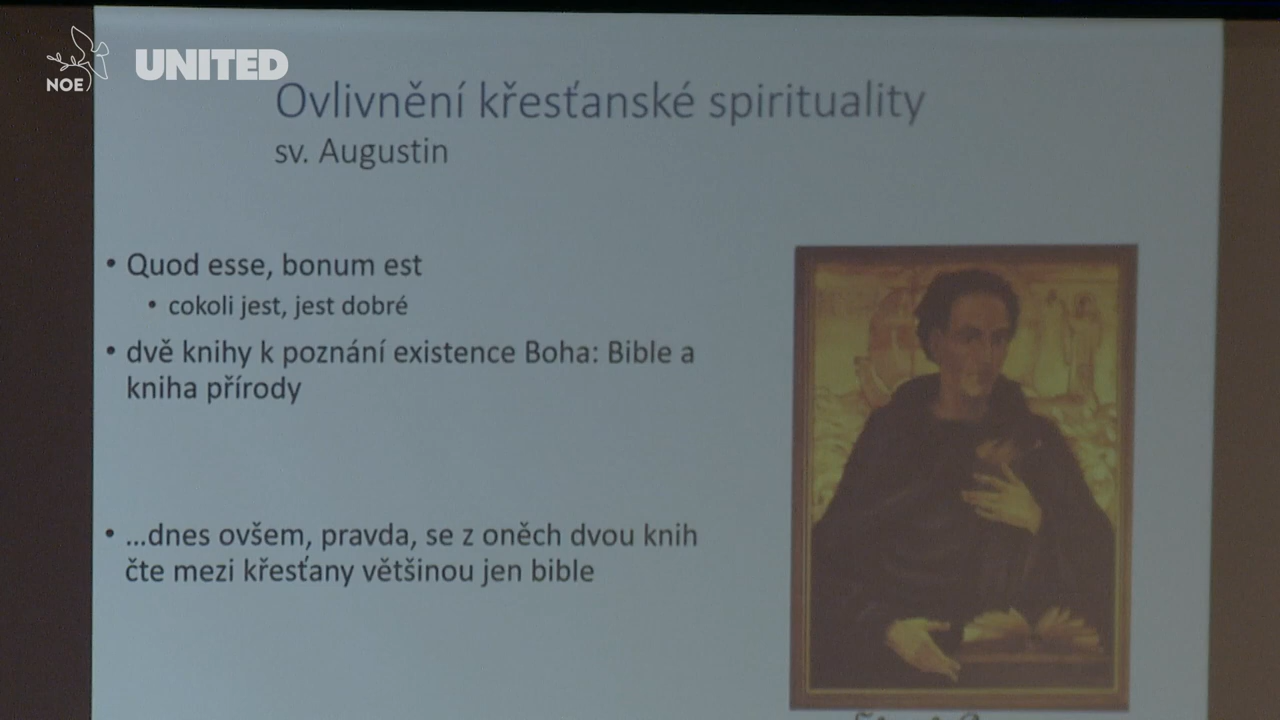 NOE UNITED
Ovlivnění křesťanské spirituality
sv. Augustin
• Quod esse, bonum est
• cokoli jest, jest dobré
• dvě knihy k poznání existence Boha: Bible a
kniha přírody
• ...dnes ovšem, pravda, se z oněch dvou knih
čte mezi křesťany většinou jen bible